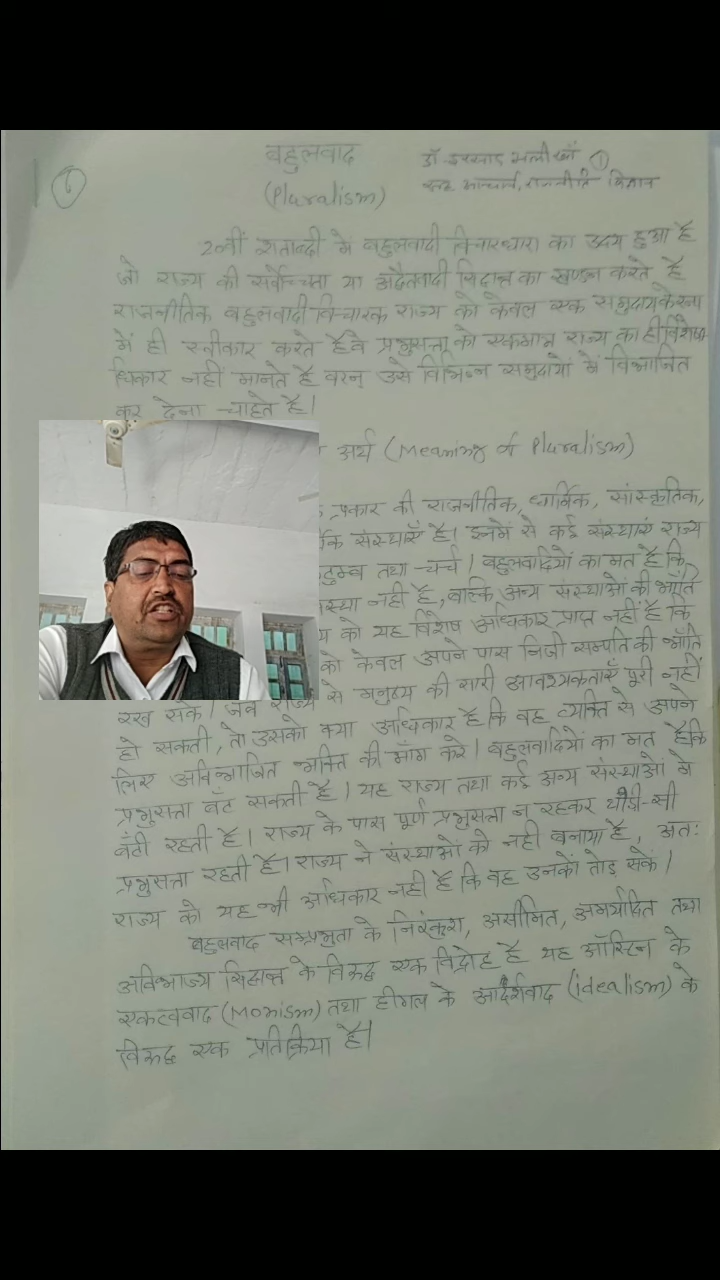 बहुलवाद
(Pluralism)
डॉ. ①
सह आचार्य, राजनीति विज्ञान
①
20वीं शताब्दी में बहुलवादी विचारधारा का उदय हुआ है
जो राज्य की सर्वोच्चता या अद्वैतवादी सिद्धान्त का खण्डन करते है
राजनीतिक बहुलवादी विचारक राज्य को केवल एक समुदाय के रूप
में ही स्वीकार करते है वे प्रभुसत्ता को एकमात्र राज्य का ही विशेषा-
धिकार नहीं मानते है वरन् उसे विभिन्न समुदायों में विभाजित
कर देना चाहते है।
अर्थ (Meaning of Pluralism)
प्रकार की राजनीतिक, धार्मिक, सांस्कृतिक,
संस्थाएँ है। इनमें से कई संस्थाएं राज्य
तथा चर्च। बहुलवादियों का मत है कि
नहीं है, बल्कि अन्य संस्थाओं की भाँति
को यह विशेष अधिकार प्राप्त नहीं है कि
को केवल अपने पास निजी सम्पति की भाँति
रख सके। जब राज्य से मनुष्य की सारी आवश्यकताएँ पूरी नहीं
हो सकती, तो उसको क्या अधिकार है कि वह व्यक्ति से अपने
लिए अविभाजित भक्ति की माँग करे। बहुलवादियों का मत है कि
प्रभुसत्ता बँट सकती है। यह राज्य तथा कई अन्य संस्थाओं मे
बँटी रहती है। राज्य के पास पूर्ण प्रभुसत्ता न रहकर थोडी-सी
प्रभुसत्ता रहती है। राज्य ने संस्थाओं को नही बनाया है, अतः
राज्य को यह भी अधिकार नही है कि वह उनकों तोड़ सकें।
बहुलवाद सम्प्रभुता के निरंकुश, असीमित, अमर्यादित तथा
अविभाज्य सिद्धान्त के विरूद्ध एक विद्रोह है यह ऑस्टिन के
एकत्ववाद (Monism) तथा हीगल के आदर्शवाद (idealism) के
विरूद्ध एक प्रतिक्रिया है।